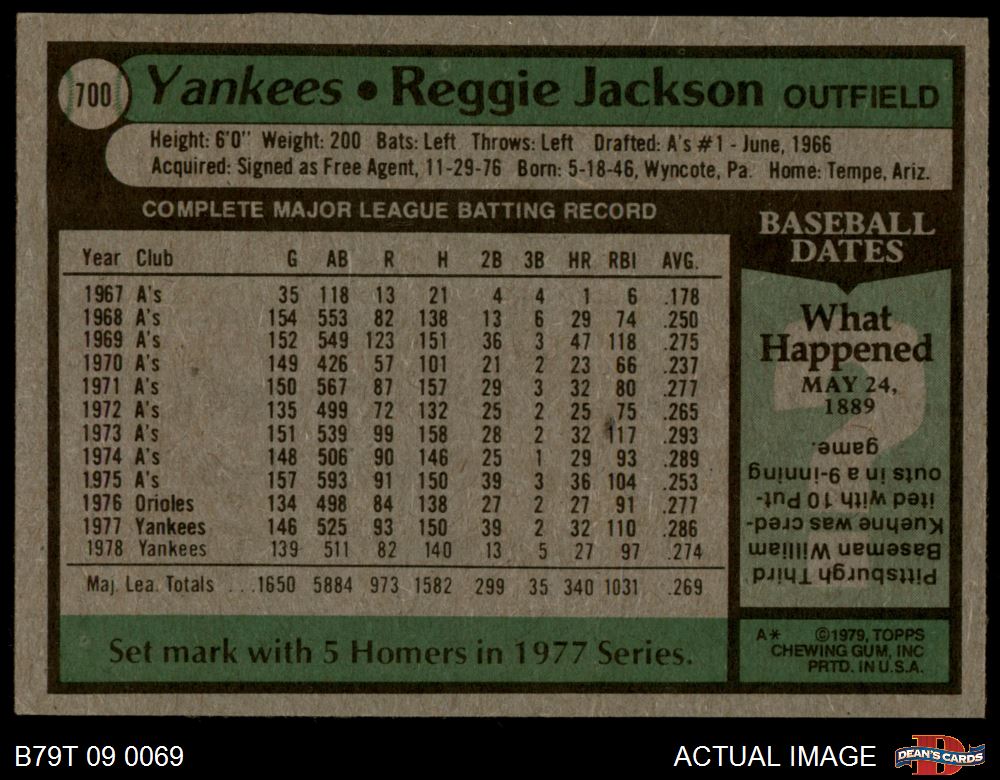 700 Yankees • Reggie Jackson OUTFIELD
Height: 6'0" Weight: 200 Bats: Left Throws: Left Drafted: A's #1 - June, 1966
Acquired: Signed as Free Agent, 11-29-76 Born: 5-18-46, Wyncote, Pa. Home: Tempe, Ariz.
COMPLETE MAJOR LEAGUE BATTING RECORD
Year Club G AB R H 2B 3B HR RBI AVG.
1967 A's 35 118 13 21 4 4 1 6 .178
1968 A's 154 553 82 138 13 6 29 74 .250
1969 A's 152 549 123 151 36 3 47 118 .275
1970 A's 149 426 57 101 21 2 23 66 .237
1971 A's 150 567 87 157 29 3 32 80 .277
1972 A's 135 499 72 132 25 2 25 75 .265
1973 A's 151 539 99 158 28 2 32 117 .293
1974 A's 148 506 90 146 25 1 29 93 .289
1975 A's 157 593 91 150 39 3 36 104 .253
1976 Orioles 134 498 84 138 27 2 27 91 .277
1977 Yankees 146 525 93 150 39 2 32 110 .286
1978 Yankees 139 511 82 140 13 5 27 97 .274
Maj. Lea. Totals ...1650 5884 973 1582 299 35 340 1031 .269
Set mark with 5 Homers in 1977 Series.
BASEBALL
DATES
What
Happened
MAY 24,
1889
Pittsburgh Third
Baseman William
Kuehne was cred-
ited with 10 Put-
outs in a 9-inning
game.
A* ©1979, TOPPS
CHEWING GUM, INC
PRTD. IN U.S.A.
B79T 09 0069
ACTUAL IMAGE
D
DEAN'S CARDS